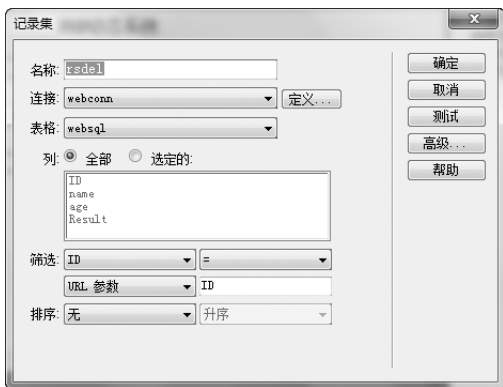 记录集
名称: rsdel
连接: webconn 定义...
表格: websql
列: 全部 选定的:
ID
name
age
Result
筛选: ID =
URL 参数 ID
排序: 无 升序
确定
取消
测试
高级...
帮助